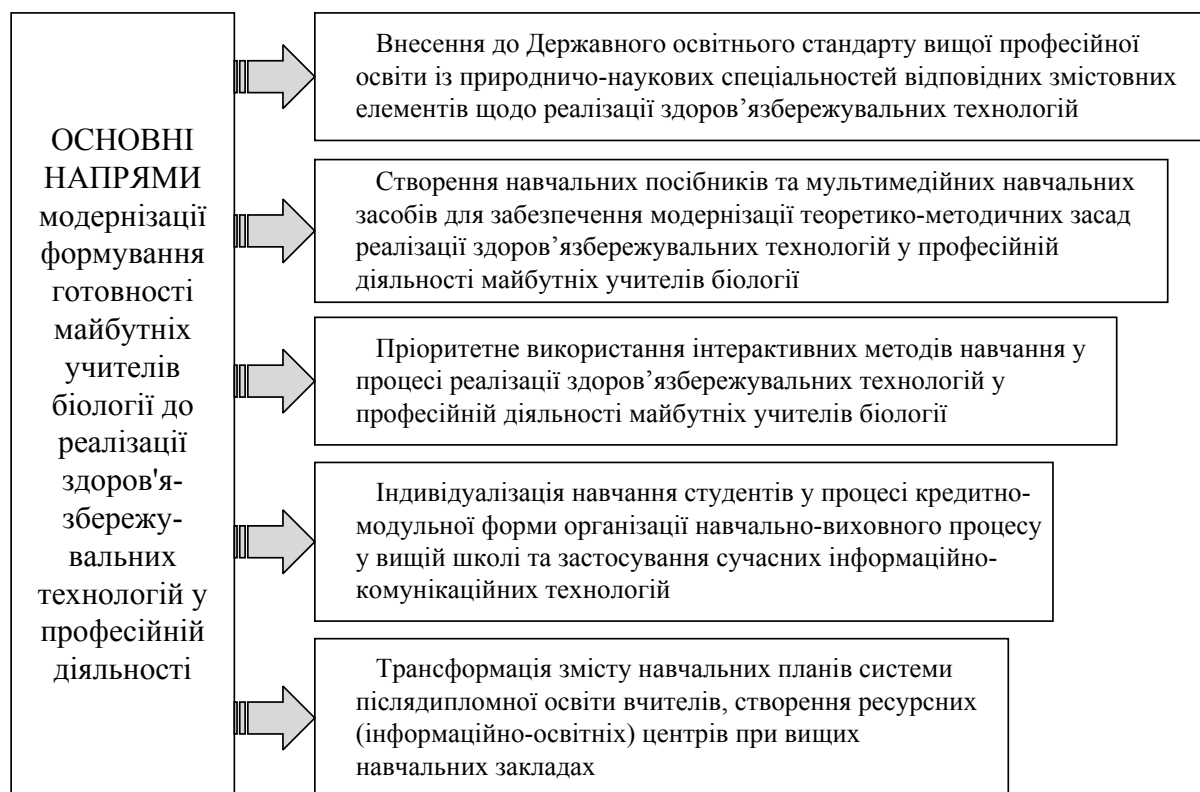 ОСНОВНІ
НАПРЯМИ
модернізації
формування
готовності
майбутніх
учителів
біології до
реалізації
здоров'я-
збережу-
вальних
технологій у
професійній
діяльності
Внесення до Державного освітнього стандарту вищої професійної
освіти із природничо-наукових спеціальностей відповідних змістовних
елементів щодо реалізації здоров’язбережувальних технологій
Створення навчальних посібників та мультимедійних навчальних
засобів для забезпечення модернізації теоретико-методичних засад
реалізації здоров’язбережувальних технологій у професійній
діяльності майбутніх учителів біології
Пріоритетне використання інтерактивних методів навчання у
процесі реалізації здоров’язбережувальних технологій у
професійній діяльності майбутніх учителів біології
Індивідуалізація навчання студентів у процесі кредитно-
модульної форми організації навчально-виховного процесу
у вищій школі та застосування сучасних інформаційно-
комунікаційних технологій
Трансформація змісту навчальних планів системи
післядипломної освіти вчителів, створення ресурсних
(інформаційно-освітніх) центрів при вищих
навчальних закладах